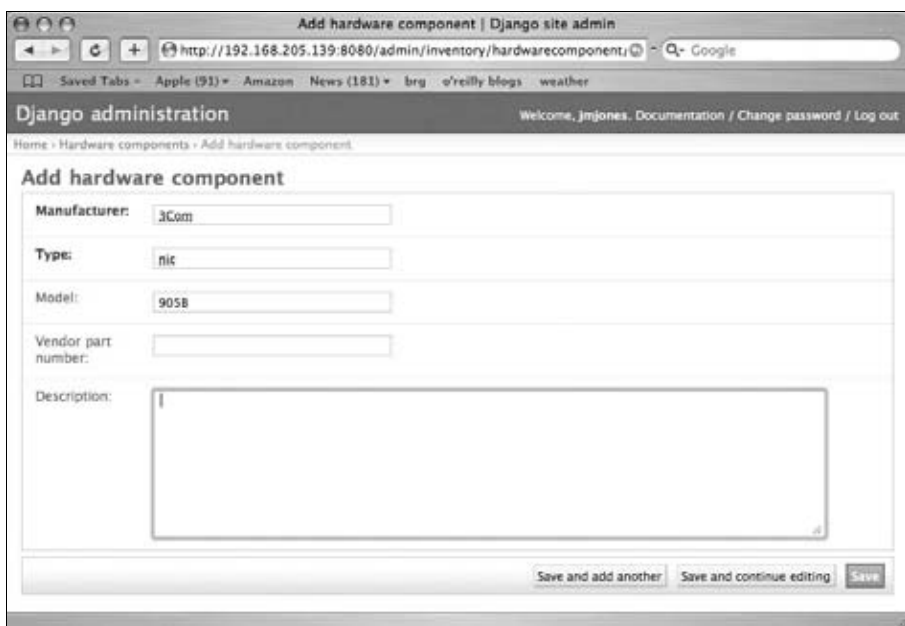 Add hardware component | Django site admin
http://192.168.205.139:8080/admin/inventory/hardwarecomponent/ Google
Saved Tabs Apple (91) Amazon News (181) brg o'reilly blogs weather
Django administration
Welcome, jmjones. Documentation / Change password / Log out
Home › Hardware components › Add hardware component
Add hardware component
Manufacturer: 3Com
Type: nic
Model: 905B
Vendor part
number:
Description:
Save and add another Save and continue editing Save